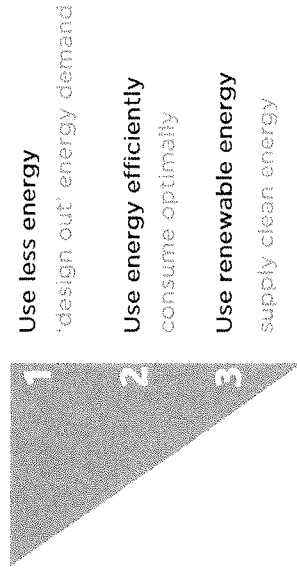 1
Use less energy
'design out' energy demand
2
Use energy efficiently
consume optimally
3
Use renewable energy
supply clean energy